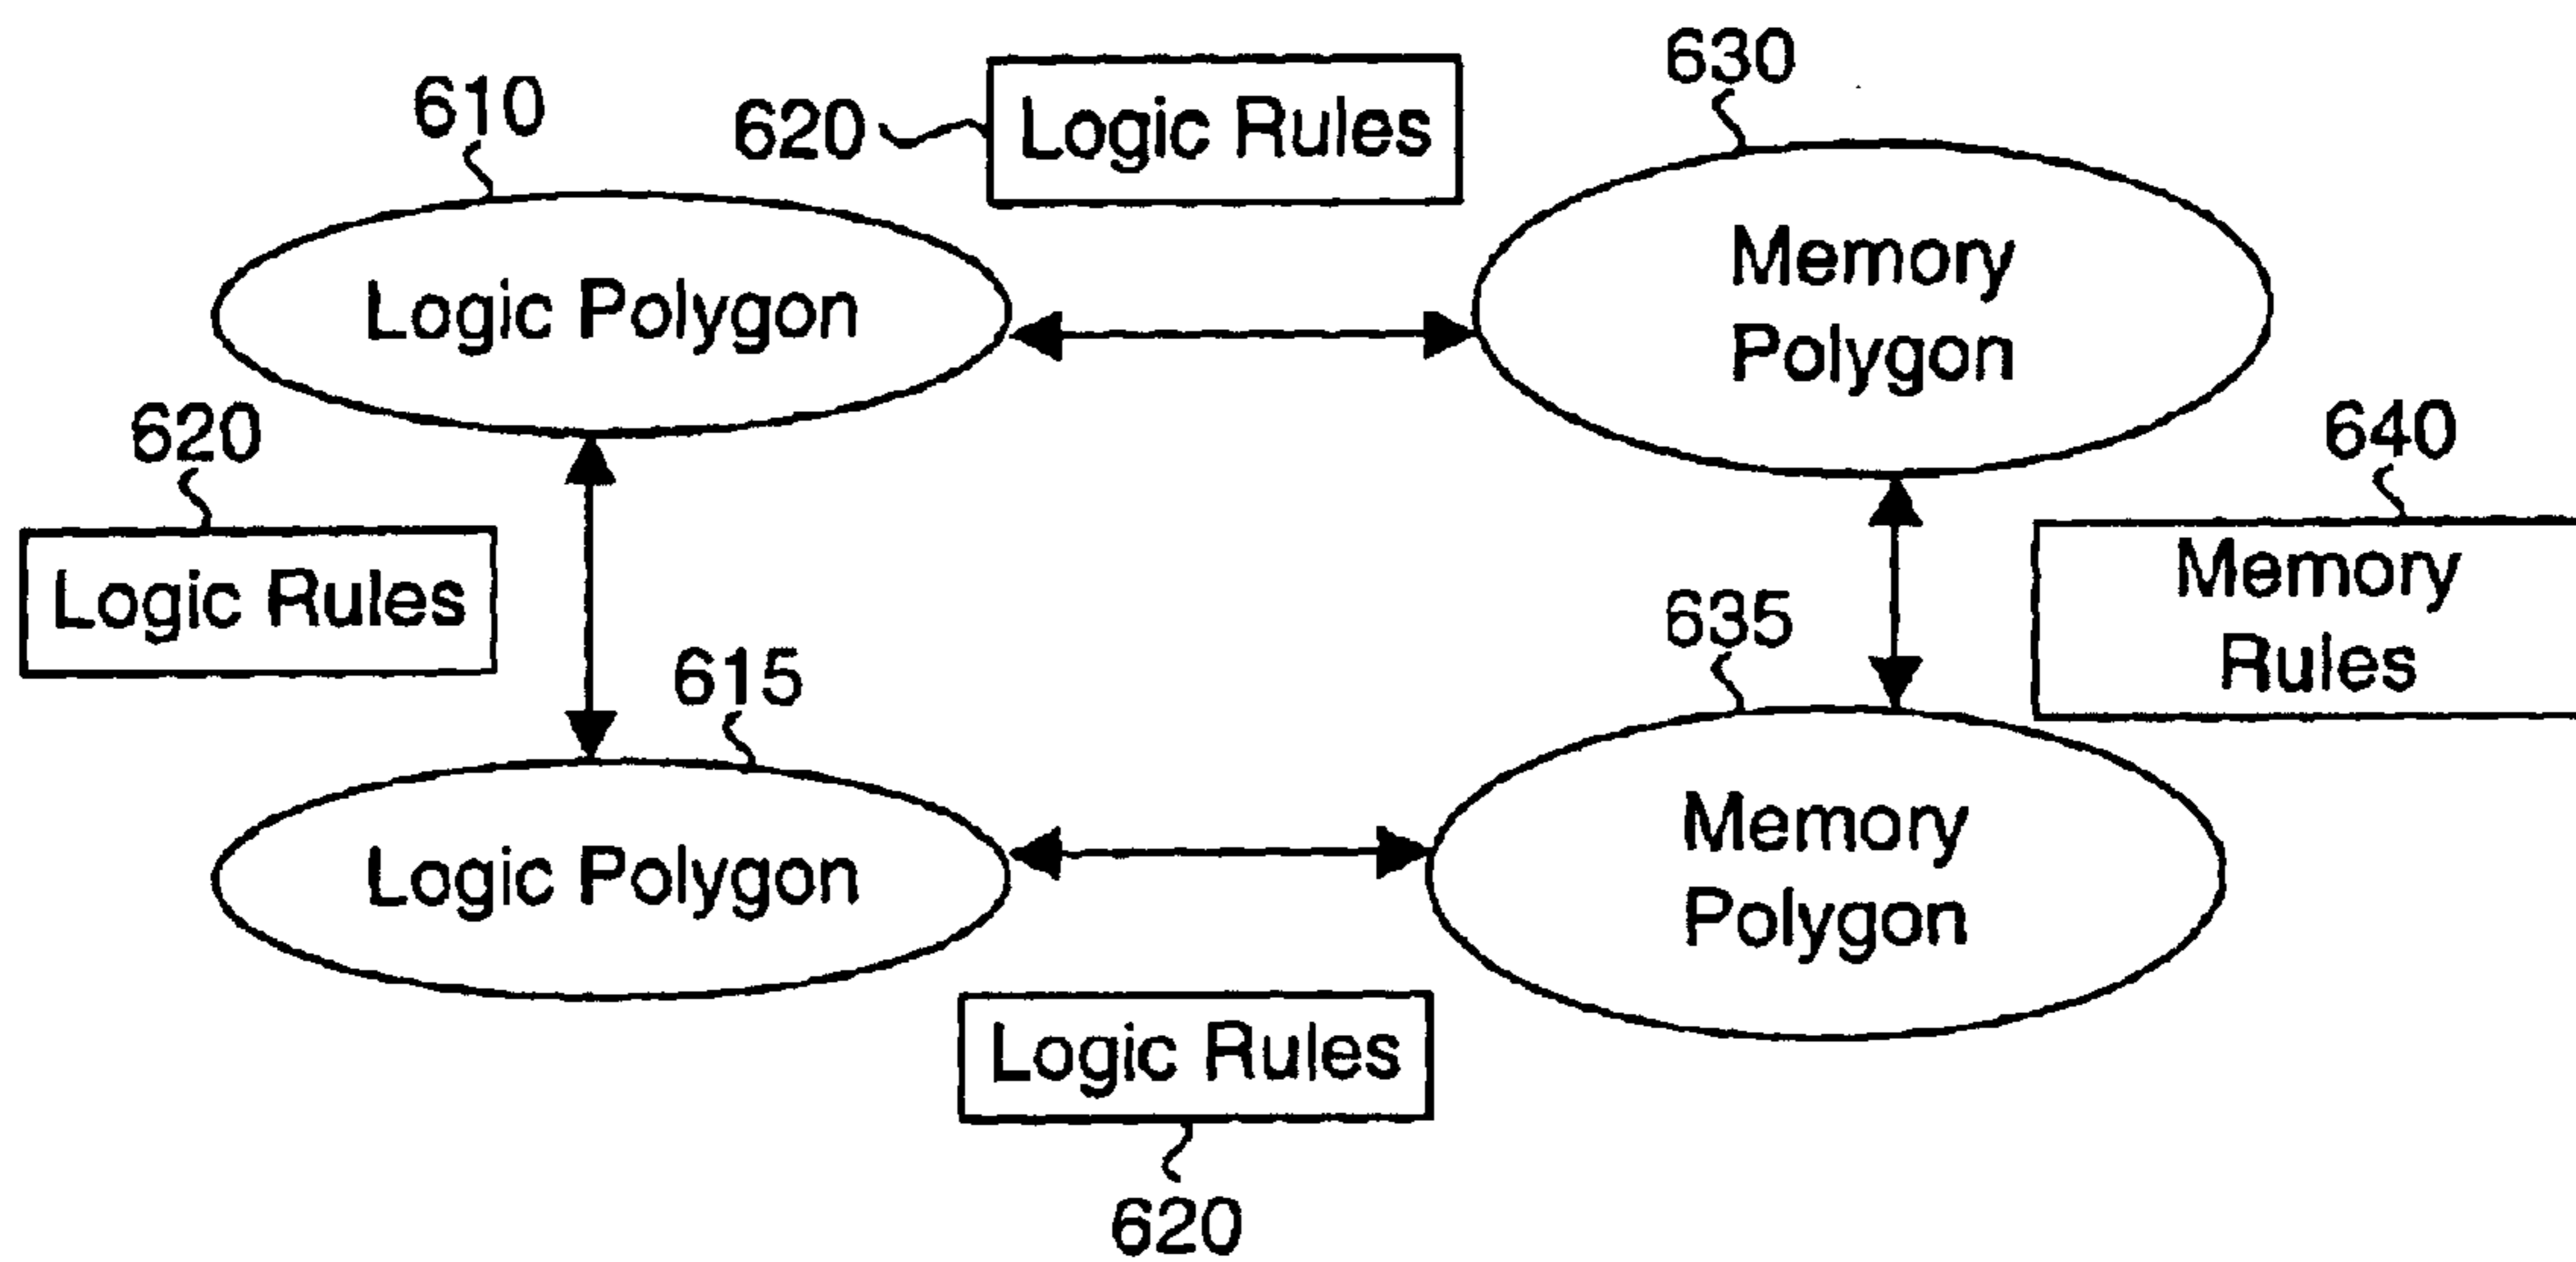 610
620
Logic Rules
630
Logic Polygon
Memory
Polygon
620
Logic Rules
640
Memory
Rules
615
635
Logic Polygon
Memory
Polygon
Logic Rules
620